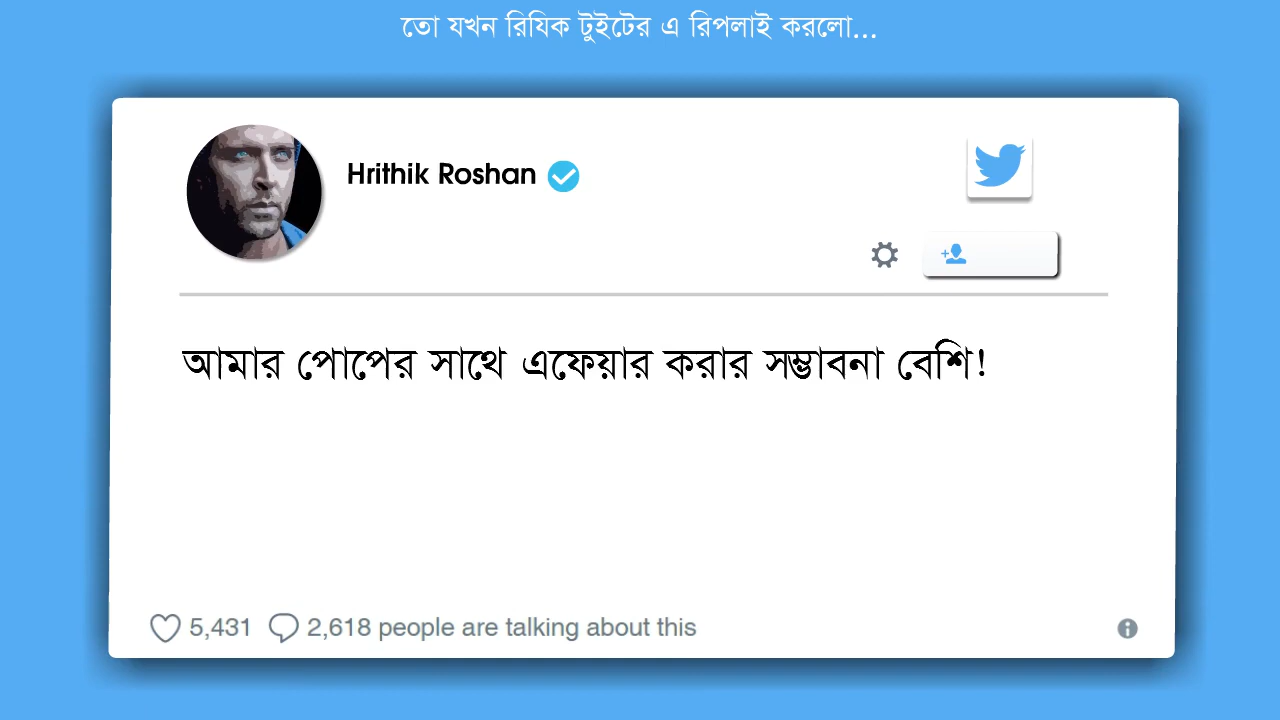 তো যখন রিযিক টুইটের এ রিপলাই করলো...
Hrithik Roshan
আমার পোপের সাথে এফেয়ার করার সম্ভাবনা বেশি!
5,431 2,618 people are talking about this